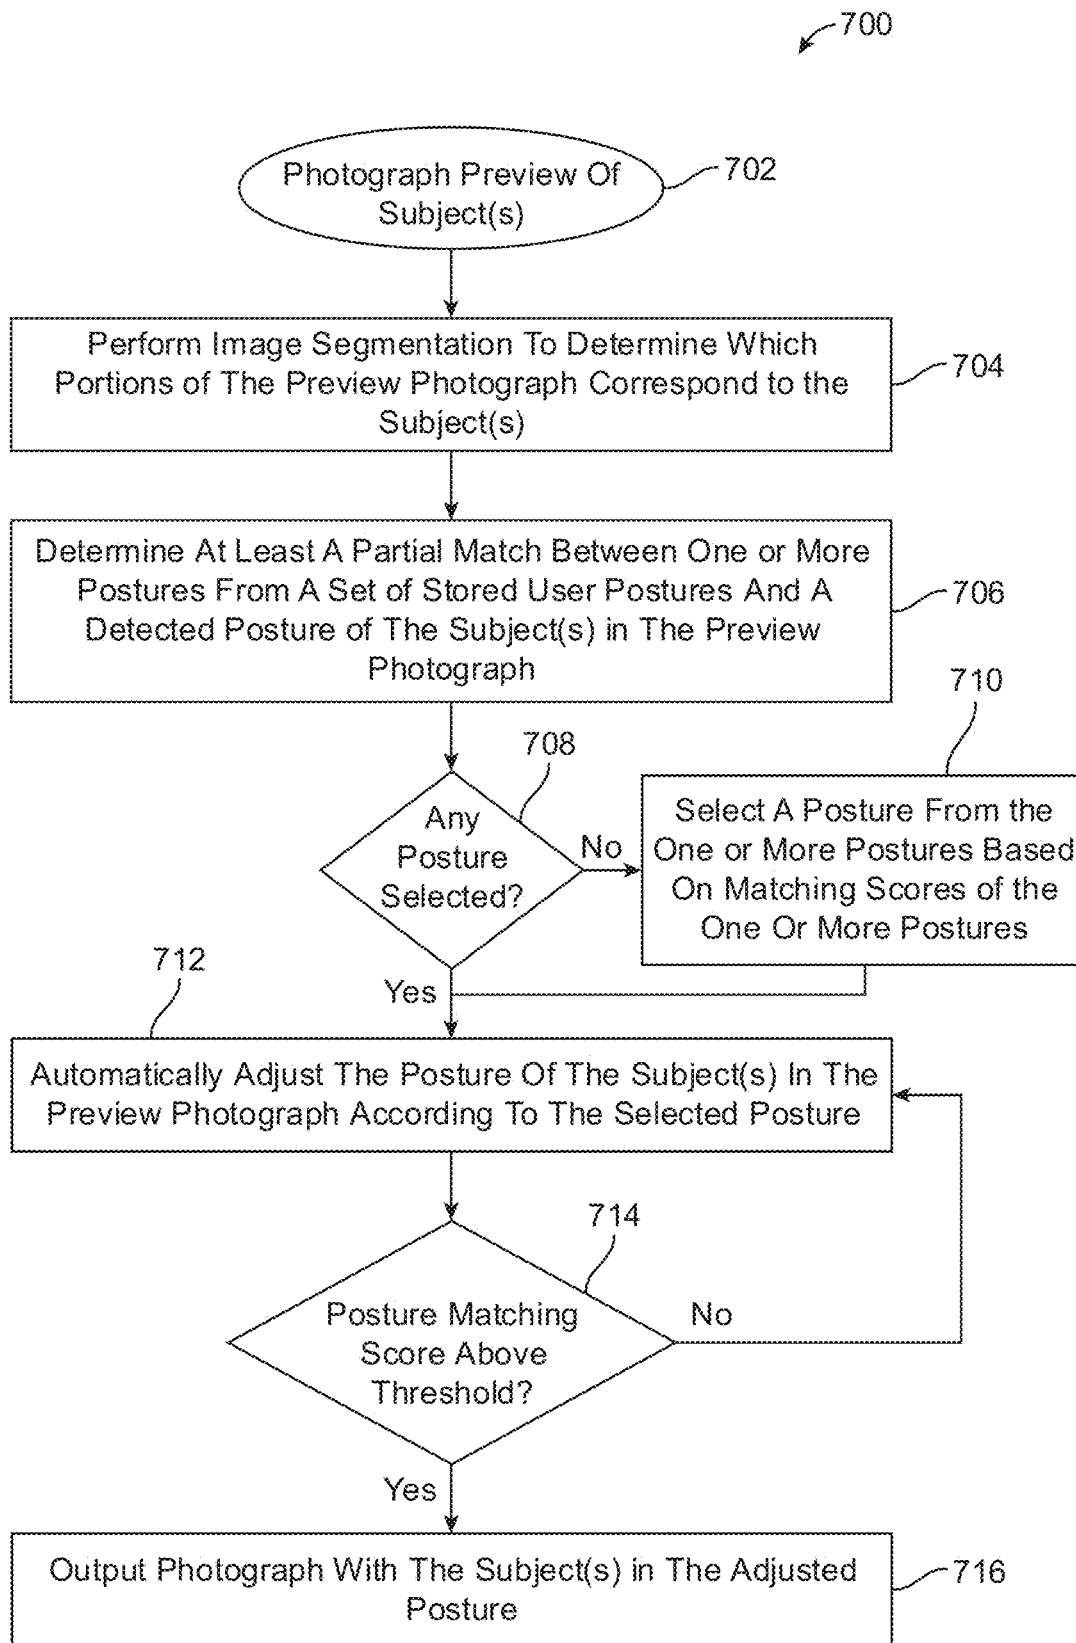 700
Photograph Preview Of
Subject(s)
702
Perform Image Segmentation To Determine Which
Portions of The Preview Photograph Correspond to the
Subject(s)
704
Determine At Least A Partial Match Between One or More
Postures From A Set of Stored User Postures And A
Detected Posture of The Subject(s) in The Preview
Photograph
706
708
Any
Posture
Selected?
No
710
Select A Posture From the
One or More Postures Based
On Matching Scores of the
One Or More Postures
Yes
712
Automatically Adjust The Posture Of The Subject(s) In The
Preview Photograph According To The Selected Posture
714
Posture Matching
Score Above
Threshold?
No
Yes
Output Photograph With The Subject(s) in The Adjusted
Posture
716